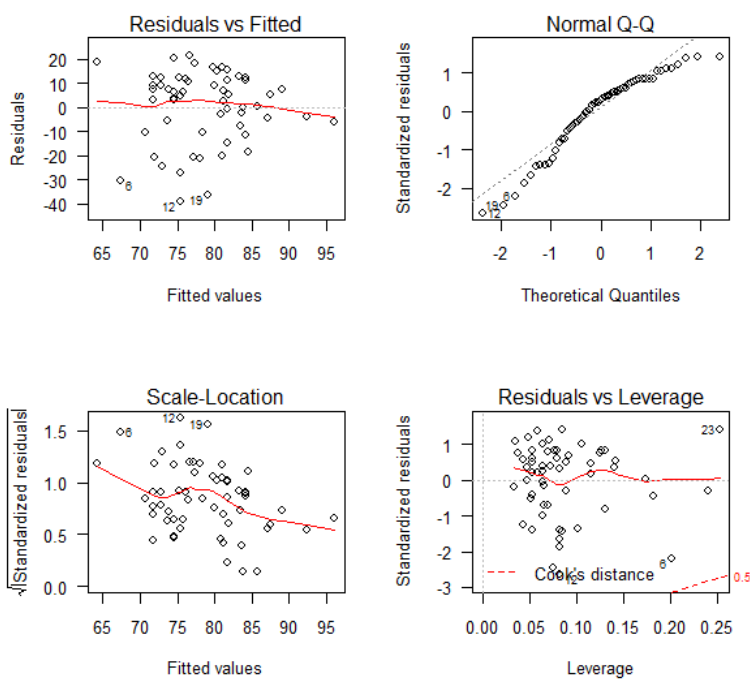 Residuals vs Fitted
Residuals
20
10
0
-10
-20
-30
-40
6
12
19
65 70 75 80 85 90 95
Fitted values
Normal Q-Q
Standardized residuals
1
0
-1
-2
6
19
12
-2 -1 0 1 2
Theoretical Quantiles
Scale-Location
√|Standardized residuals|
1.5
1.0
0.5
0.0
6
12
19
65 70 75 80 85 90 95
Fitted values
Residuals vs Leverage
Standardized residuals
1
0
-1
-2
-3
23
6
12
Cook's distance
0.5
0.00 0.05 0.10 0.15 0.20 0.25
Leverage